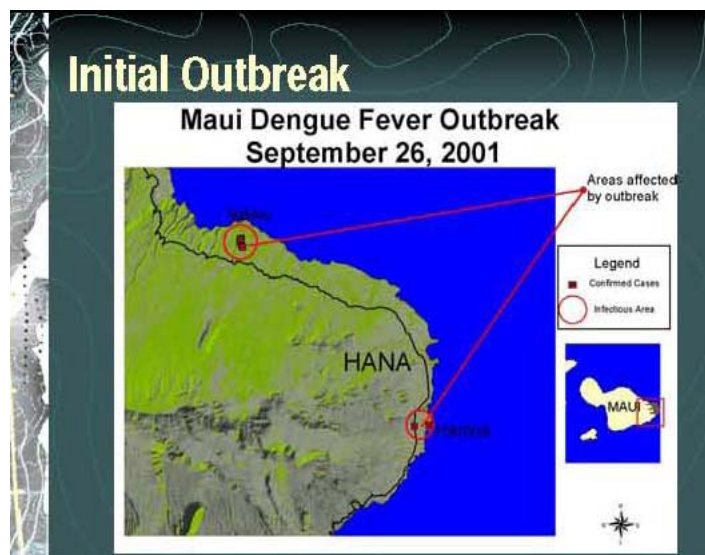 Initial Outbreak
Maui Dengue Fever Outbreak
September 26, 2001
Areas affected
by outbreak
Legend
Confirmed Cases
Infectious Area
HANA
MAUI